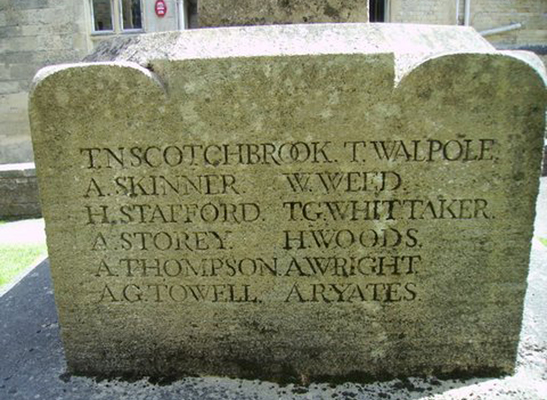 T.N SCOTCHBROOK. T. WALPOLE.
A. SKINNER. W. WEED.
H. STAFFORD. T.G. WHITTAKER.
A. STOREY. H. WOODS.
A. THOMPSON. A. WRIGHT.
A. G. TOWELL. A. R. YATES.